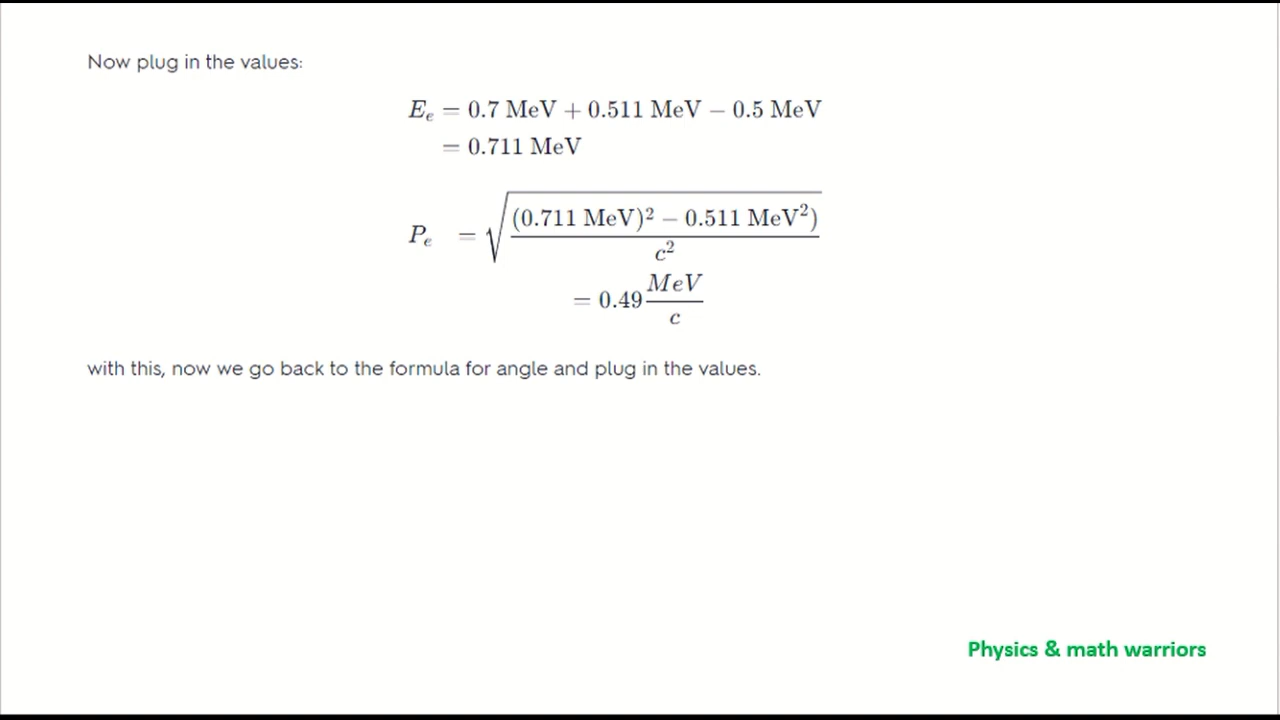 Now plug in the values:
Eₑ = 0.7 MeV + 0.511 MeV − 0.5 MeV
= 0.711 MeV
Pₑ = √((0.711 MeV)2 − 0.511 MeV²) / c²
= 0.49 MeV / c
with this, now we go back to the formula for angle and plug in the values.
Physics & math warriors